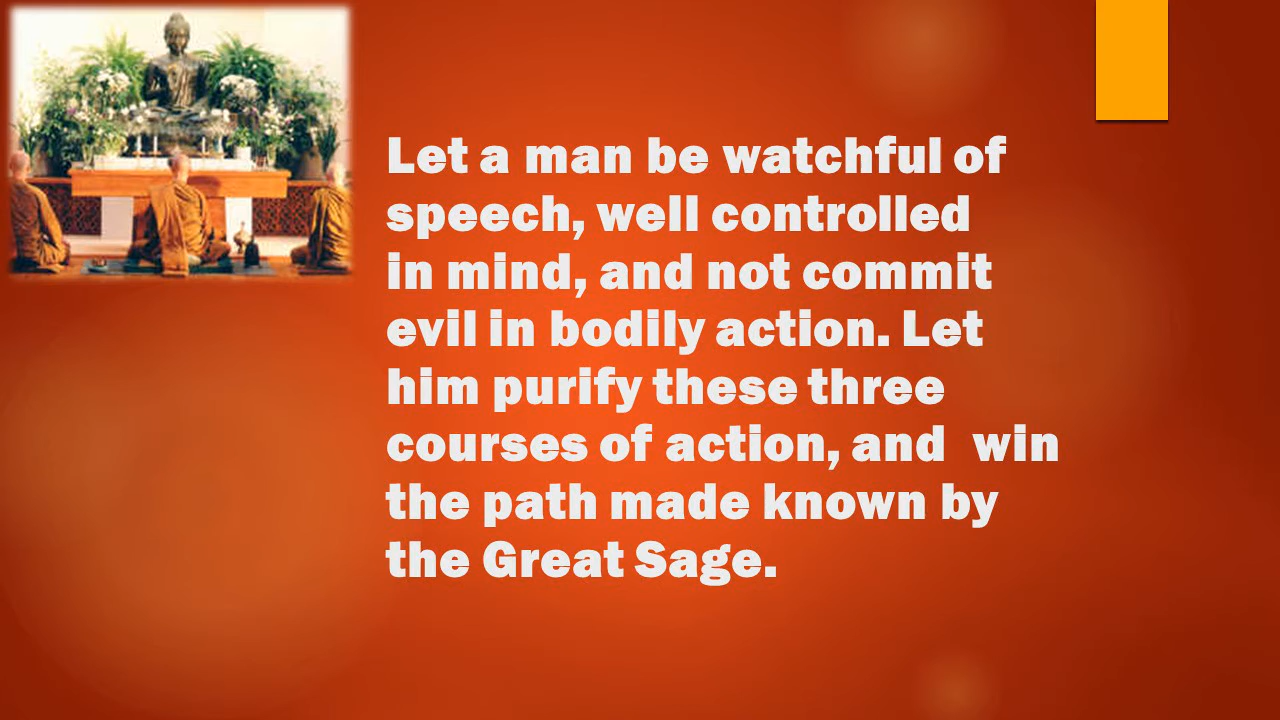 Let a man be watchful of
speech, well controlled
in mind, and not commit
evil in bodily action. Let
him purify these three
courses of action, and  win
the path made known by
the Great Sage.